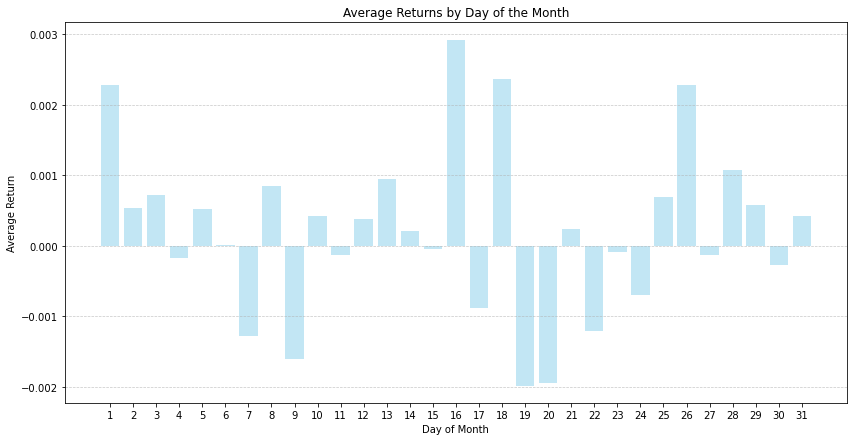 Average Returns by Day of the Month
Average Return
0.003
0.002
0.001
0.000
−0.001
−0.002
1 2 3 4 5 6 7 8 9 10 11 12 13 14 15 16 17 18 19 20 21 22 23 24 25 26 27 28 29 30 31
Day of Month